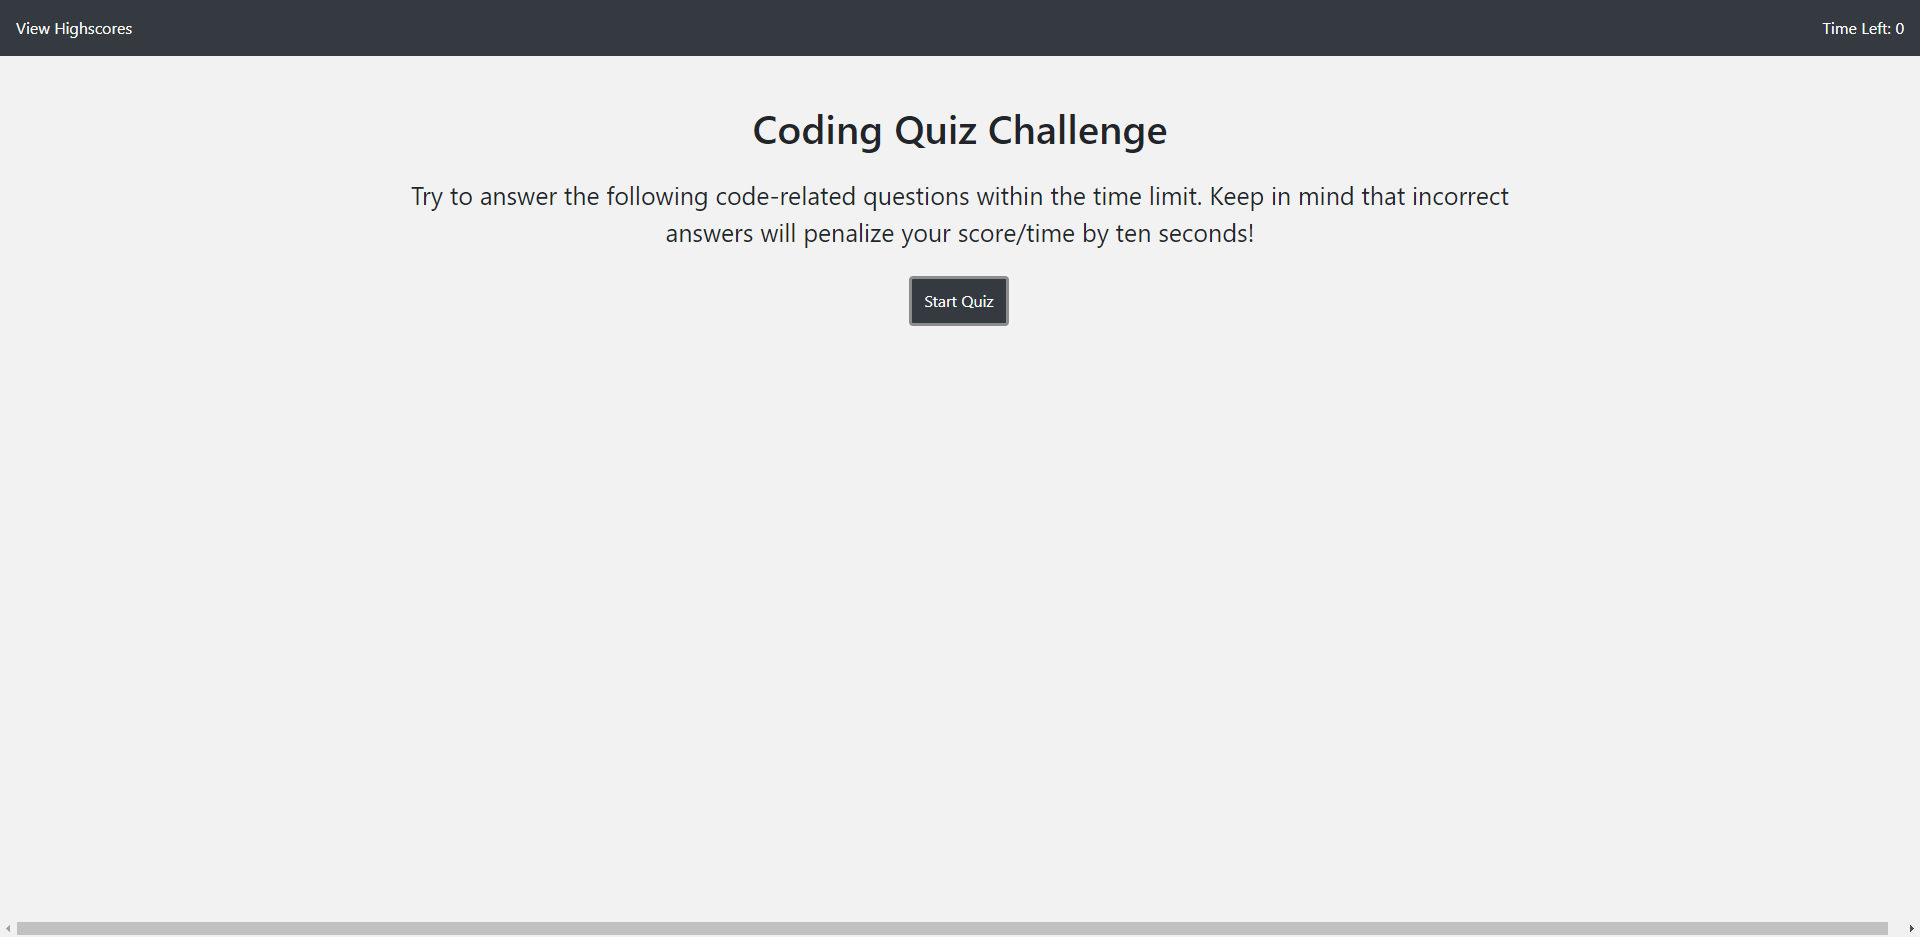 View Highscores
Time Left: 0
Coding Quiz Challenge
Try to answer the following code-related questions within the time limit. Keep in mind that incorrect
answers will penalize your score/time by ten seconds!
Start Quiz